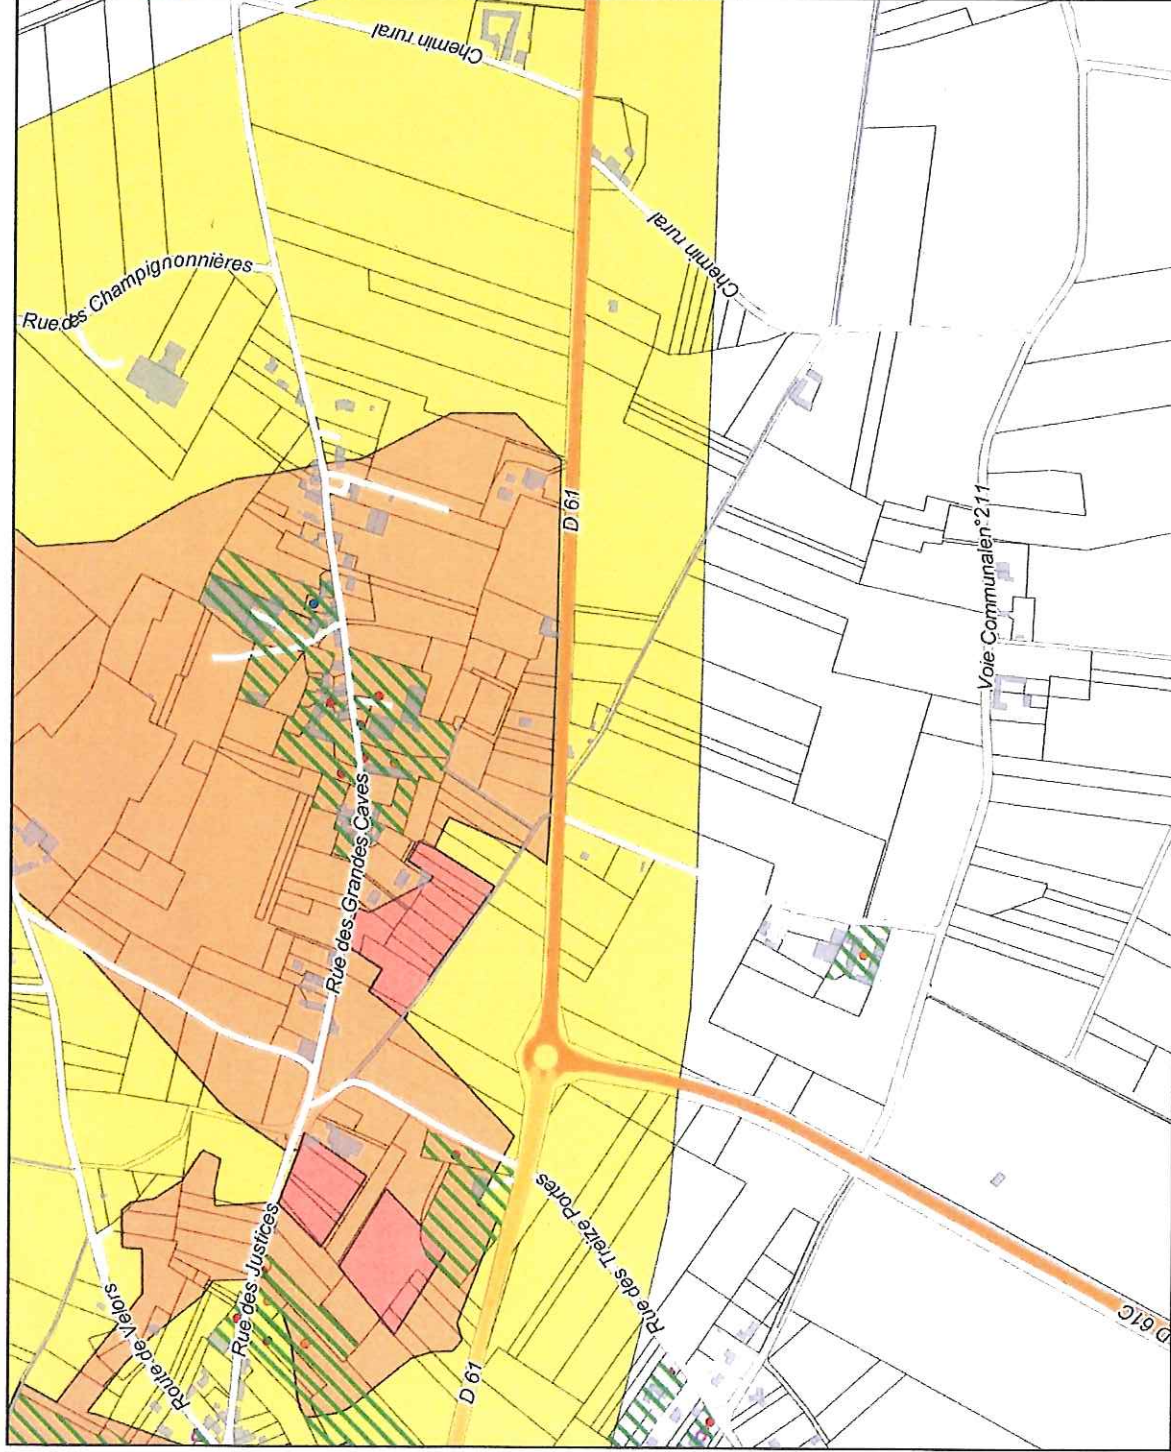 Chemin rural
Rue des Champignonnières
Chemin rural
D 61
Voie Communale n°211
Rue des Grandes Caves
Rue des Justices
Route de Velors
Rue des Treize Portes
D 61
D 61C